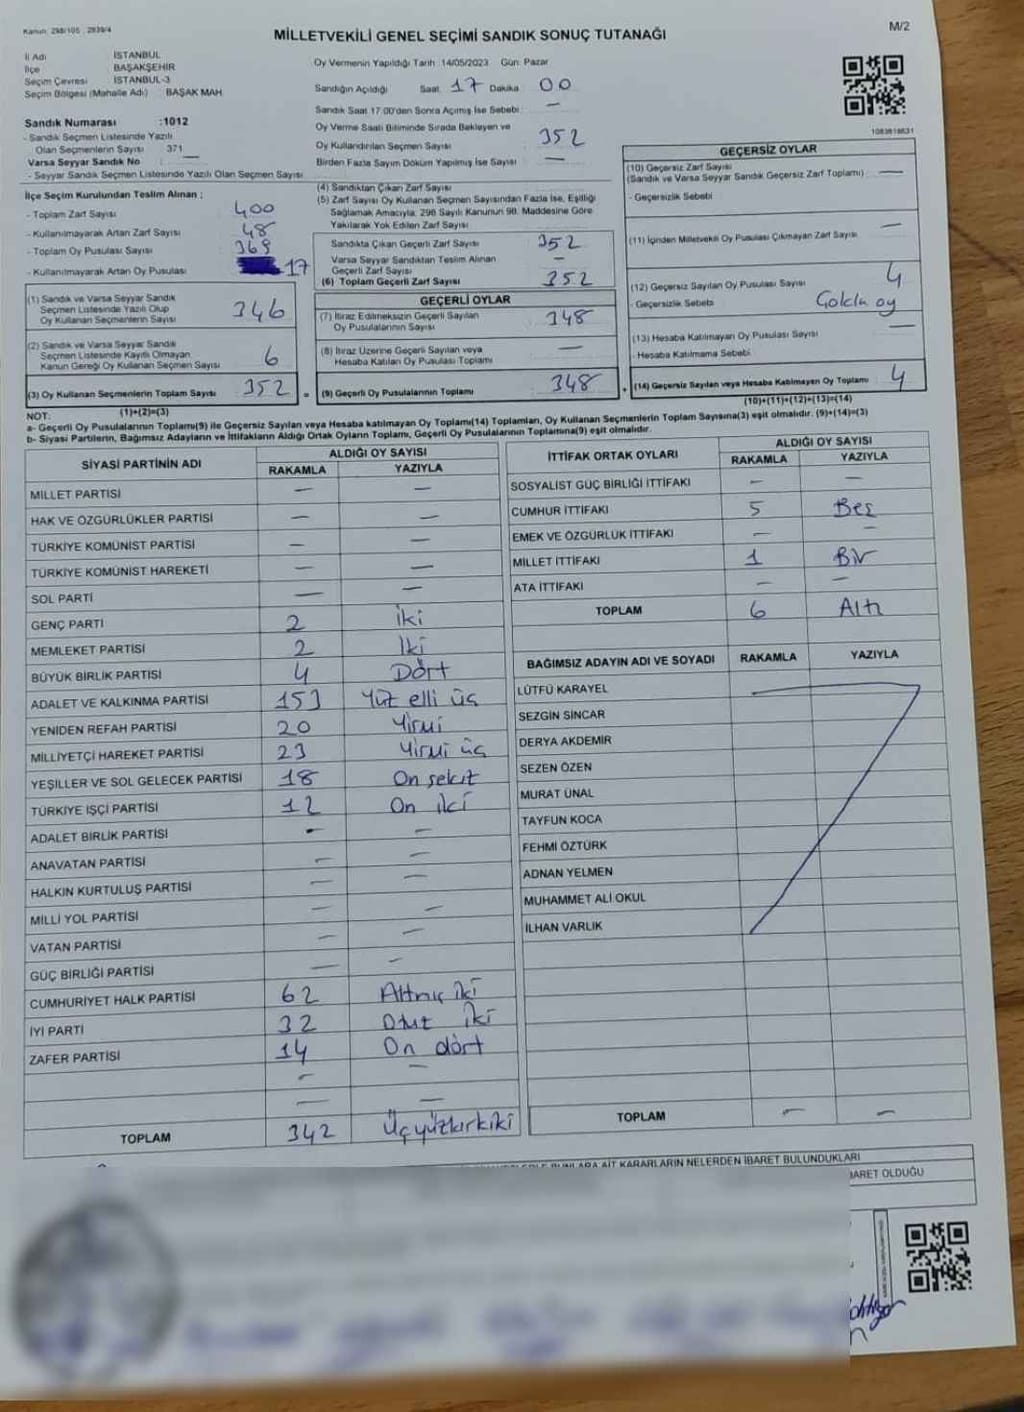 Kanun: 298/105 , 2839/4
M/2
MİLLETVEKİLİ GENEL SEÇİMİ SANDIK SONUÇ TUTANAĞI
İl Adı İSTANBUL
İlçe BAŞAKŞEHİR
Seçim Çevresi İSTANBUL-3
Seçim Bölgesi (Mahalle Adı) : BAŞAK MAH
Sandık Numarası :1012
- Sandık Seçmen Listesinde Yazılı
Olan Seçmenlerin Sayısı 371
Varsa Seyyar Sandık No : —
- Seyyar Sandık Seçmen Listesinde Yazılı Olan Seçmen Sayısı
Oy Vermenin Yapıldığı Tarih :14/05/2023 Gün: Pazar
Sandığın Açıldığı Saat: 17 Dakika 00
Sandık Saat 17:00'den Sonra Açılmış İse Sebebi : —
Oy Verme Saati Bitiminde Sırada Bekleyen ve
Oy Kullandırılan Seçmen Sayısı 352
Birden Fazla Sayım Döküm Yapılmış İse Sayısı —
1083818631
İlçe Seçim Kurulundan Teslim Alınan :
- Toplam Zarf Sayısı 400
- Kullanılmayarak Artan Zarf Sayısı 48
- Toplam Oy Pusulası Sayısı 369
- Kullanılmayarak Artan Oy Pusulası 17
(1) Sandık ve Varsa Seyyar Sandık
Seçmen Listesinde Yazılı Olup
Oy Kullanan Seçmenlerin Sayısı 346
(2) Sandık ve Varsa Seyyar Sandık
Seçmen Listesinde Kayıtlı Olmayan
Kanun Gereği Oy Kullanan Seçmen Sayısı 6
(3) Oy Kullanan Seçmenlerin Toplam Sayısı 352 =
(1)+(2)=(3)
(4) Sandıktan Çıkan Zarf Sayısı
(5) Zarf Sayısı Oy Kullanan Seçmen Sayısından Fazla İse, Eşitliği
Sağlamak Amacıyla, 298 Sayılı Kanunun 98. Maddesine Göre
Yakılarak Yok Edilen Zarf Sayısı
Sandıkta Çıkan Geçerli Zarf Sayısı 352
Varsa Seyyar Sandıktan Teslim Alınan
Geçerli Zarf Sayısı —
(6) Toplam Geçerli Zarf Sayısı 352
GEÇERLİ OYLAR
(7) İtiraz Edilmeksizin Geçerli Sayılan
Oy Pusulalarının Sayısı 348
(8) İtiraz Üzerine Geçerli Sayılan veya
Hesaba Katılan Oy Pusulası Toplamı —
(9) Geçerli Oy Pusulalarının Toplamı 348 +
GEÇERSİZ OYLAR
(10) Geçersiz Zarf Sayısı
(Sandık ve Varsa Seyyar Sandık Geçersiz Zarf Toplamı) : —
- Geçersizlik Sebebi
(11) İçinden Milletvekili Oy Pusulası Çıkmayan Zarf Sayısı —
(12) Geçersiz Sayılan Oy Pusulası Sayısı 4
- Geçersizlik Sebebi Çoklu oy
(13) Hesaba Katılmayan Oy Pusulası Sayısı —
- Hesaba Katılmama Sebebi:
(14) Geçersiz Sayılan veya Hesaba Katılmayan Oy Toplamı 4
(10)+(11)+(12)+(13)=(14)
NOT:
a- Geçerli Oy Pusulaları Toplamı(9) ile Geçersiz Sayılan veya Hesaba katılmayan Oy Toplamı(14) Toplamları, Oy Kullanan Seçmenlerin Toplam Sayısına(3) eşit olmalıdır. (9)+(14)=(3)
b- Siyasi Partilerin, Bağımsız Adayların ve İttifakların Aldığı Ortak Oyların Toplamı, Geçerli Oy Pusulalarının Toplamına(9) eşit olmalıdır.
SİYASİ PARTİNİN ADI ALDIĞI OY SAYISI
RAKAMLA YAZIYLA
MİLLET PARTİSİ — —
HAK VE ÖZGÜRLÜKLER PARTİSİ — —
TÜRKİYE KOMÜNİST PARTİSİ — —
TÜRKİYE KOMÜNİST HAREKETİ — —
SOL PARTİ — —
GENÇ PARTİ 2 İki
MEMLEKET PARTİSİ 2 İki
BÜYÜK BİRLİK PARTİSİ 4 Dört
ADALET VE KALKINMA PARTİSİ 153 Yüz elli üç
YENİDEN REFAH PARTİSİ 20 Yirmi
MİLLİYETÇİ HAREKET PARTİSİ 23 Yirmi üç
YEŞİLLER VE SOL GELECEK PARTİSİ 18 On sekiz
TÜRKİYE İŞÇİ PARTİSİ 12 On iki
ADALET BİRLİK PARTİSİ — —
ANAVATAN PARTİSİ — —
HALKIN KURTULUŞ PARTİSİ — —
MİLLİ YOL PARTİSİ — —
VATAN PARTİSİ — —
GÜÇ BİRLİĞİ PARTİSİ — —
CUMHURİYET HALK PARTİSİ 62 Altmış iki
İYİ PARTİ 32 Otuz iki
ZAFER PARTİSİ 14 On dört
— —
— —
TOPLAM 342 Üçyüzkırkiki
İTTİFAK ORTAK OYLARI ALDIĞI OY SAYISI
RAKAMLA YAZIYLA
SOSYALİST GÜÇ BİRLİĞİ İTTİFAKI — —
CUMHUR İTTİFAKI 5 Beş
EMEK VE ÖZGÜRLÜK İTTİFAKI — —
MİLLET İTTİFAKI 1 Bir
ATA İTTİFAKI — —
TOPLAM 6 Altı
BAĞIMSIZ ADAYIN ADI VE SOYADI RAKAMLA YAZIYLA
LÜTFÜ KARAYEL
SEZGİN SİNCAR
DERYA AKDEMİR
SEZEN ÖZEN
MURAT ÜNAL
TAYFUN KOCA
FEHMİ ÖZTÜRK
ADNAN YELMEN
MUHAMMET ALİ OKUL
İLHAN VARLIK
TOPLAM — —
BUNLARA AİT KARARLARIN NELERDEN İBARET BULUNDUKLARI
İBARET OLDUĞU